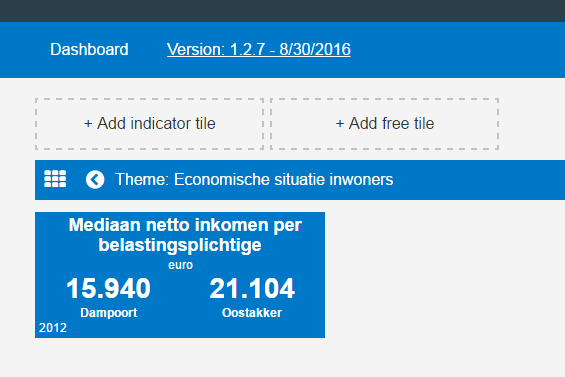 Dashboard Version: 1.2.7 - 8/30/2016
+ Add indicator tile + Add free tile
Theme: Economische situatie inwoners
Mediaan netto inkomen per
belastingsplichtige
euro
15.940 21.104
Dampoort Oostakker
2012